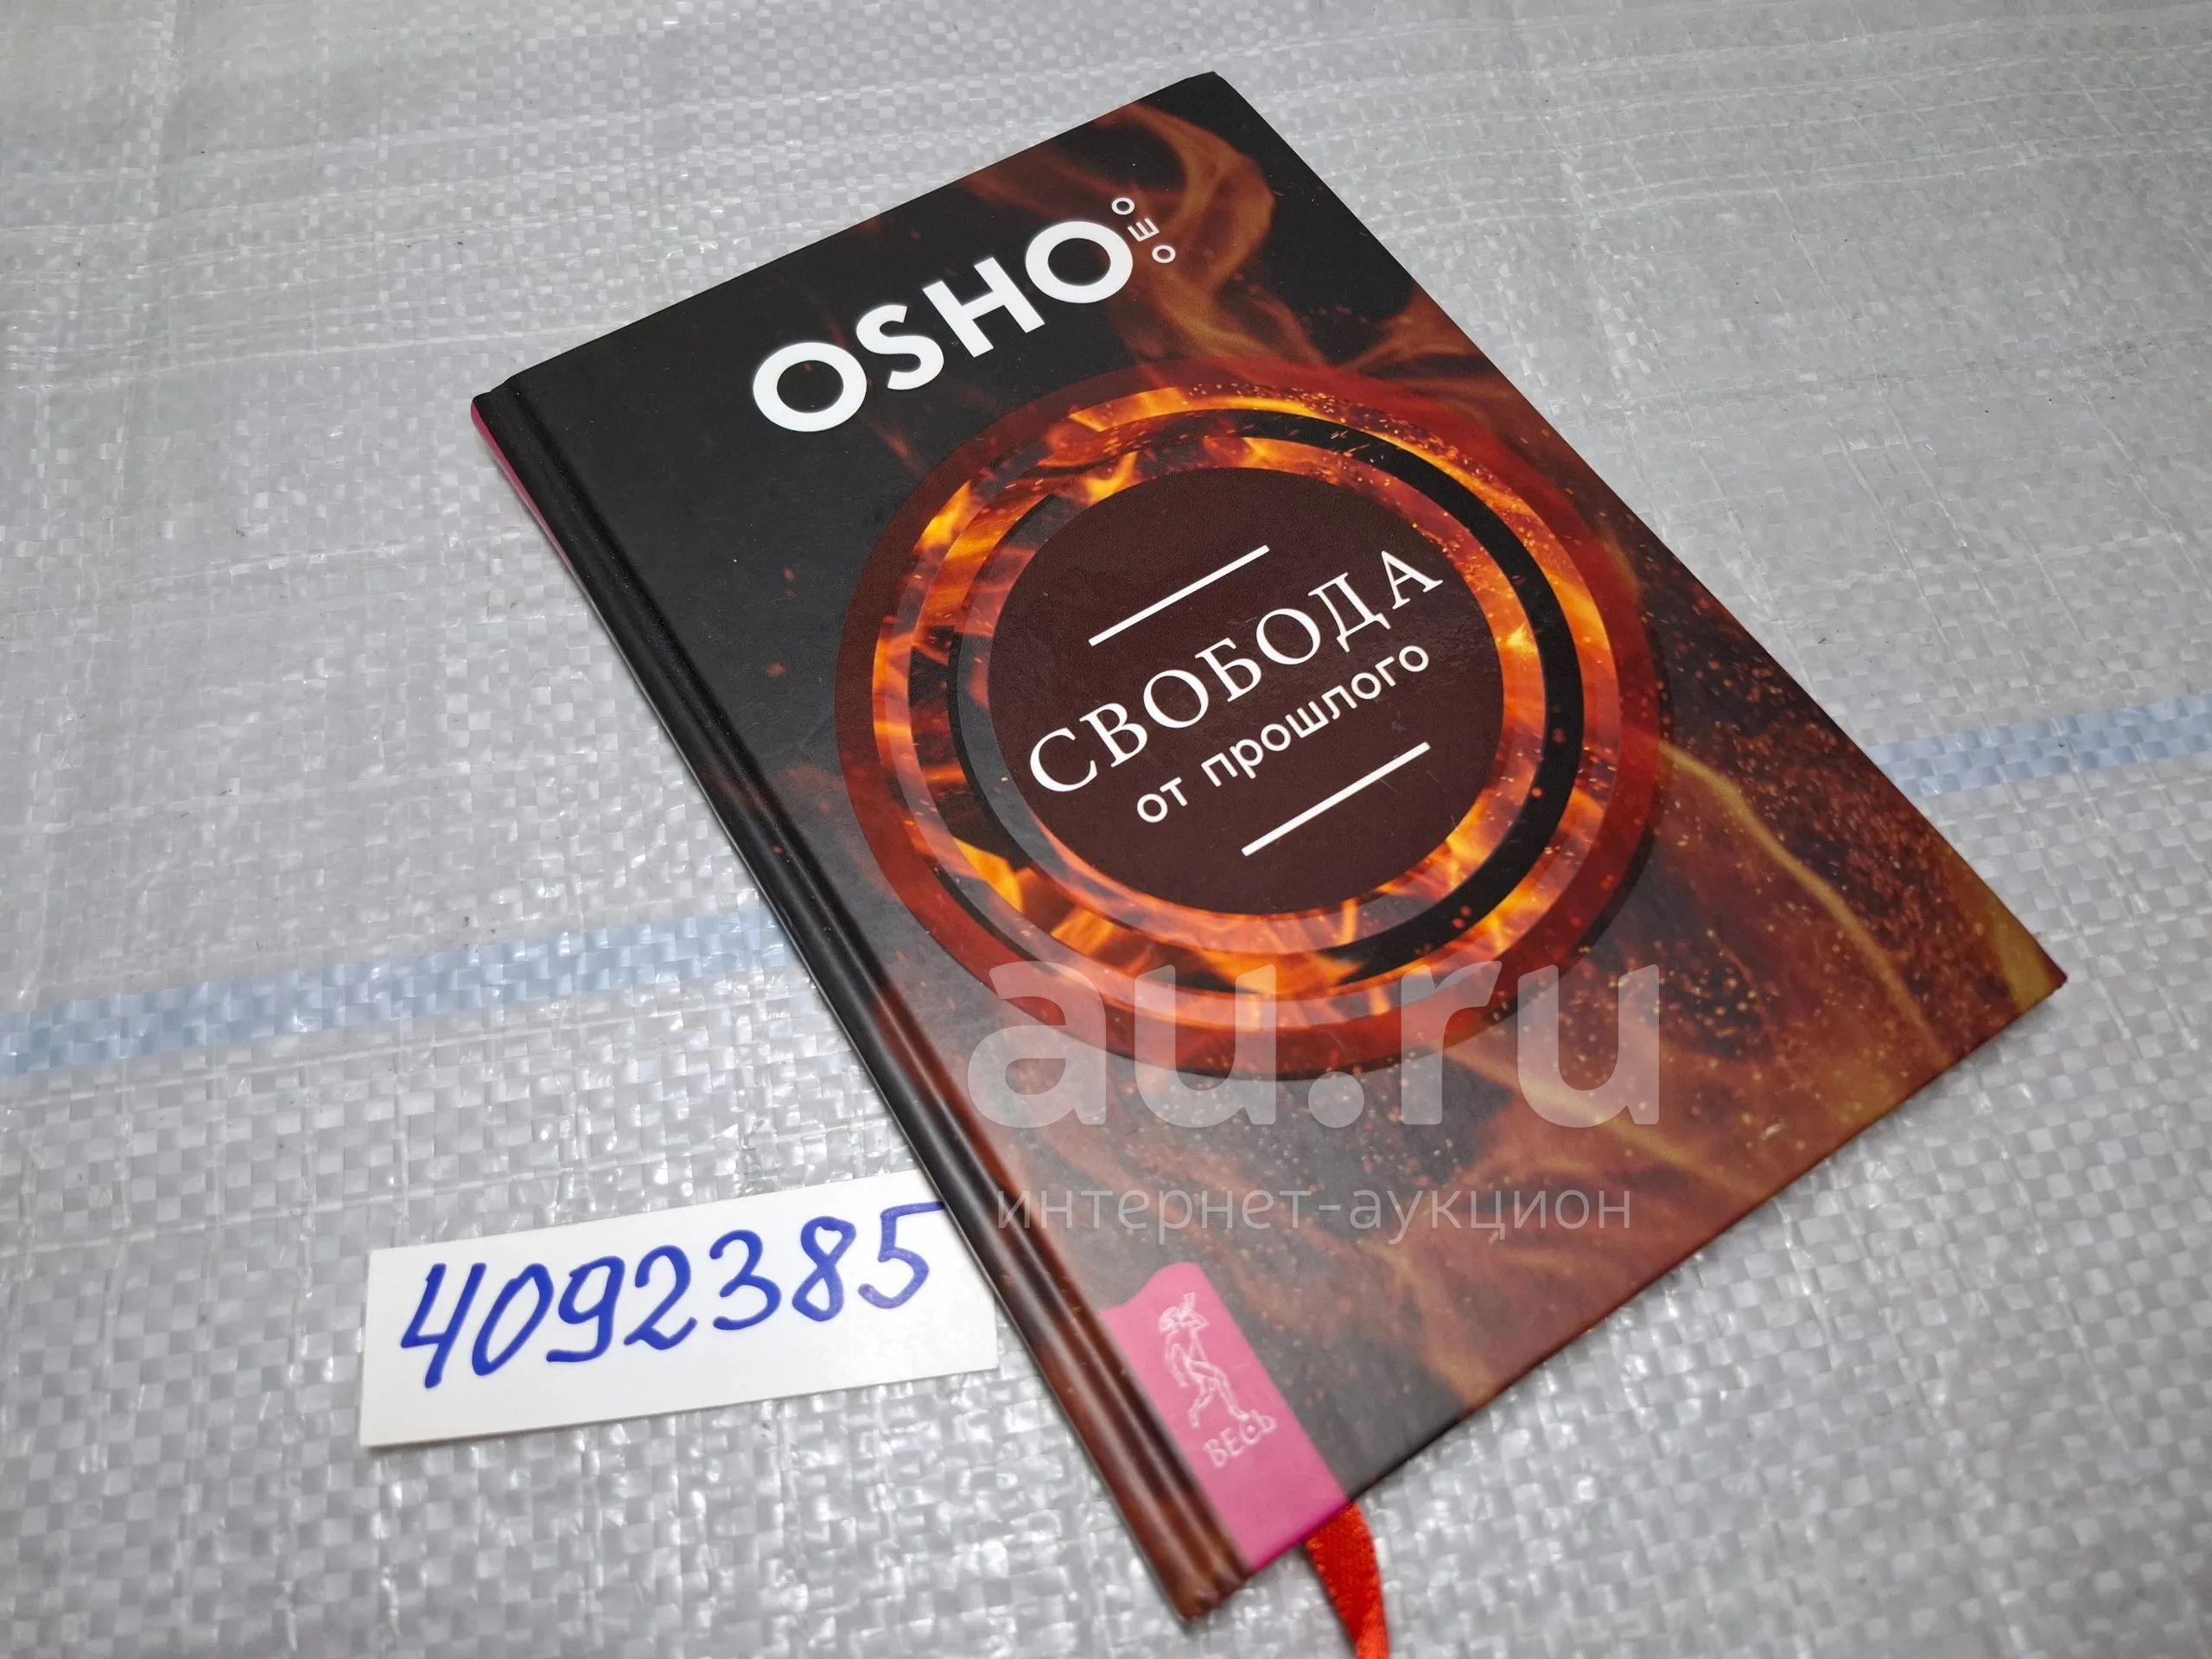 OSHO
ОШО
СВОБОДА
от прошлого
au.ru
интернет-аукцион
4092385
ВЕСЬ